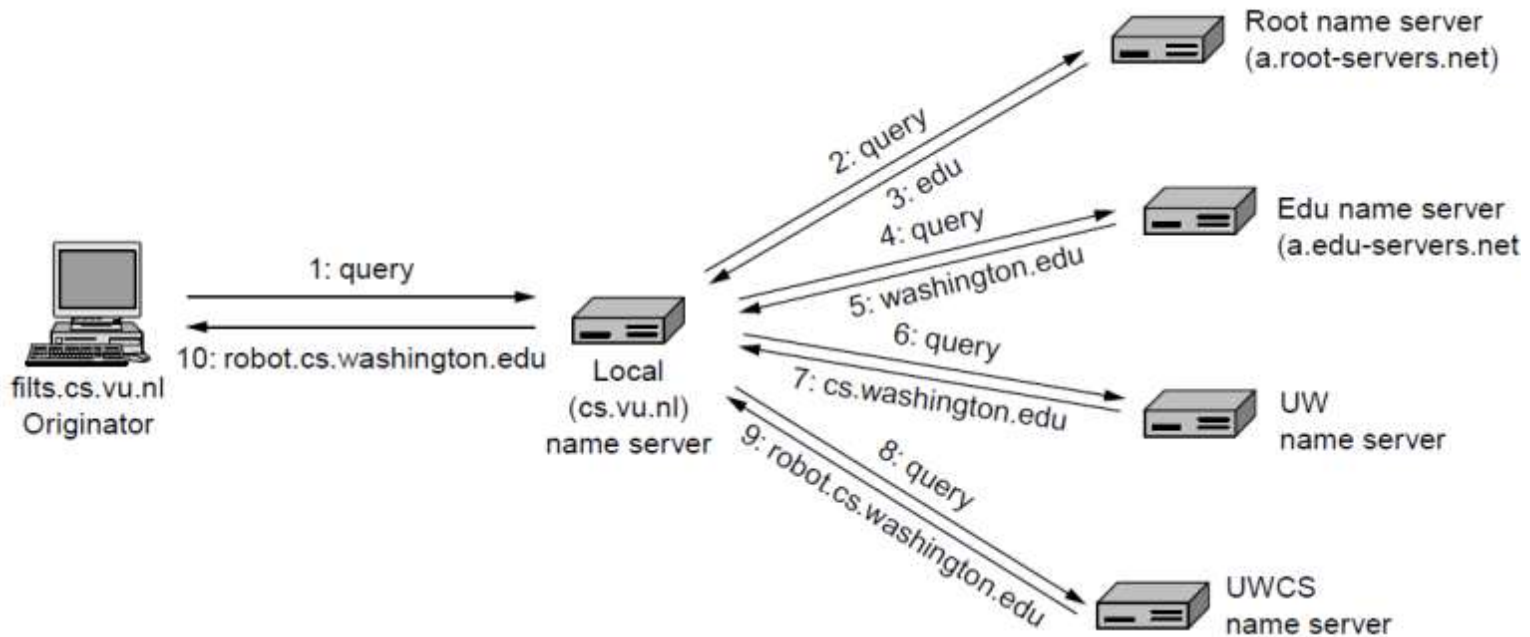 Root name server
(a.root-servers.net)
2: query
3: edu
Edu name server
(a.edu-servers.net
4: query
5: washington.edu
1: query
10: robot.cs.washington.edu
filts.cs.vu.nl
Originator
Local
(cs.vu.nl)
name server
6: query
7: cs.washington.edu
UW
name server
8: query
9: robot.cs.washington.edu
UWCS
name server